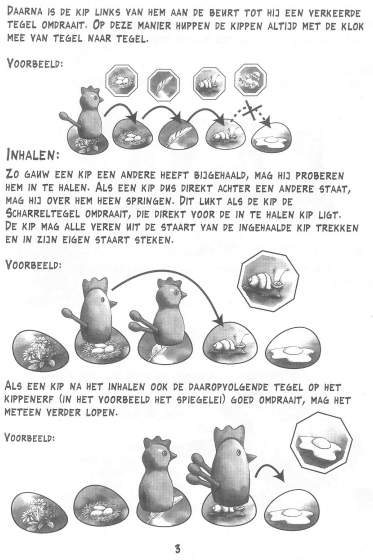 DAARNA IS DE KIP LINKS VAN HEM AAN DE BEURT TOT HIJ EEN VERKEERDE
TEGEL OMDRAAIT. OP DEZE MANIER HUPPEN DE KIPPEN ALTIJD MET DE KLOK
MEE VAN TEGEL NAAR TEGEL.
VOORBEELD:
INHALEN:
ZO GAUW EEN KIP EEN ANDERE HEEFT BIJGEHAALD, MAG HIJ PROBEREN
HEM IN TE HALEN. ALS EEN KIP DUS DIREKT ACHTER EEN ANDERE STAAT,
MAG HIJ OVER HEM HEEN SPRINGEN. DIT LUKT ALS DE KIP DE
SCHARRELTEGEL OMDRAAIT, DIE DIREKT VOOR DE IN TE HALEN KIP LIGT.
DE KIP MAG ALLE VEREN UIT DE STAART VAN DE INGEHAALDE KIP TREKKEN
EN IN ZIJN EIGEN STAART STEKEN.
VOORBEELD:
ALS EEN KIP NA HET INHALEN OOK DE DAAROPVOLGENDE TEGEL OP HET
KIPPENERF (IN HET VOORBEELD HET SPIEGELEI) GOED OMDRAAIT, MAG HET
METEEN VERDER LOPEN.
VOORBEELD:
3